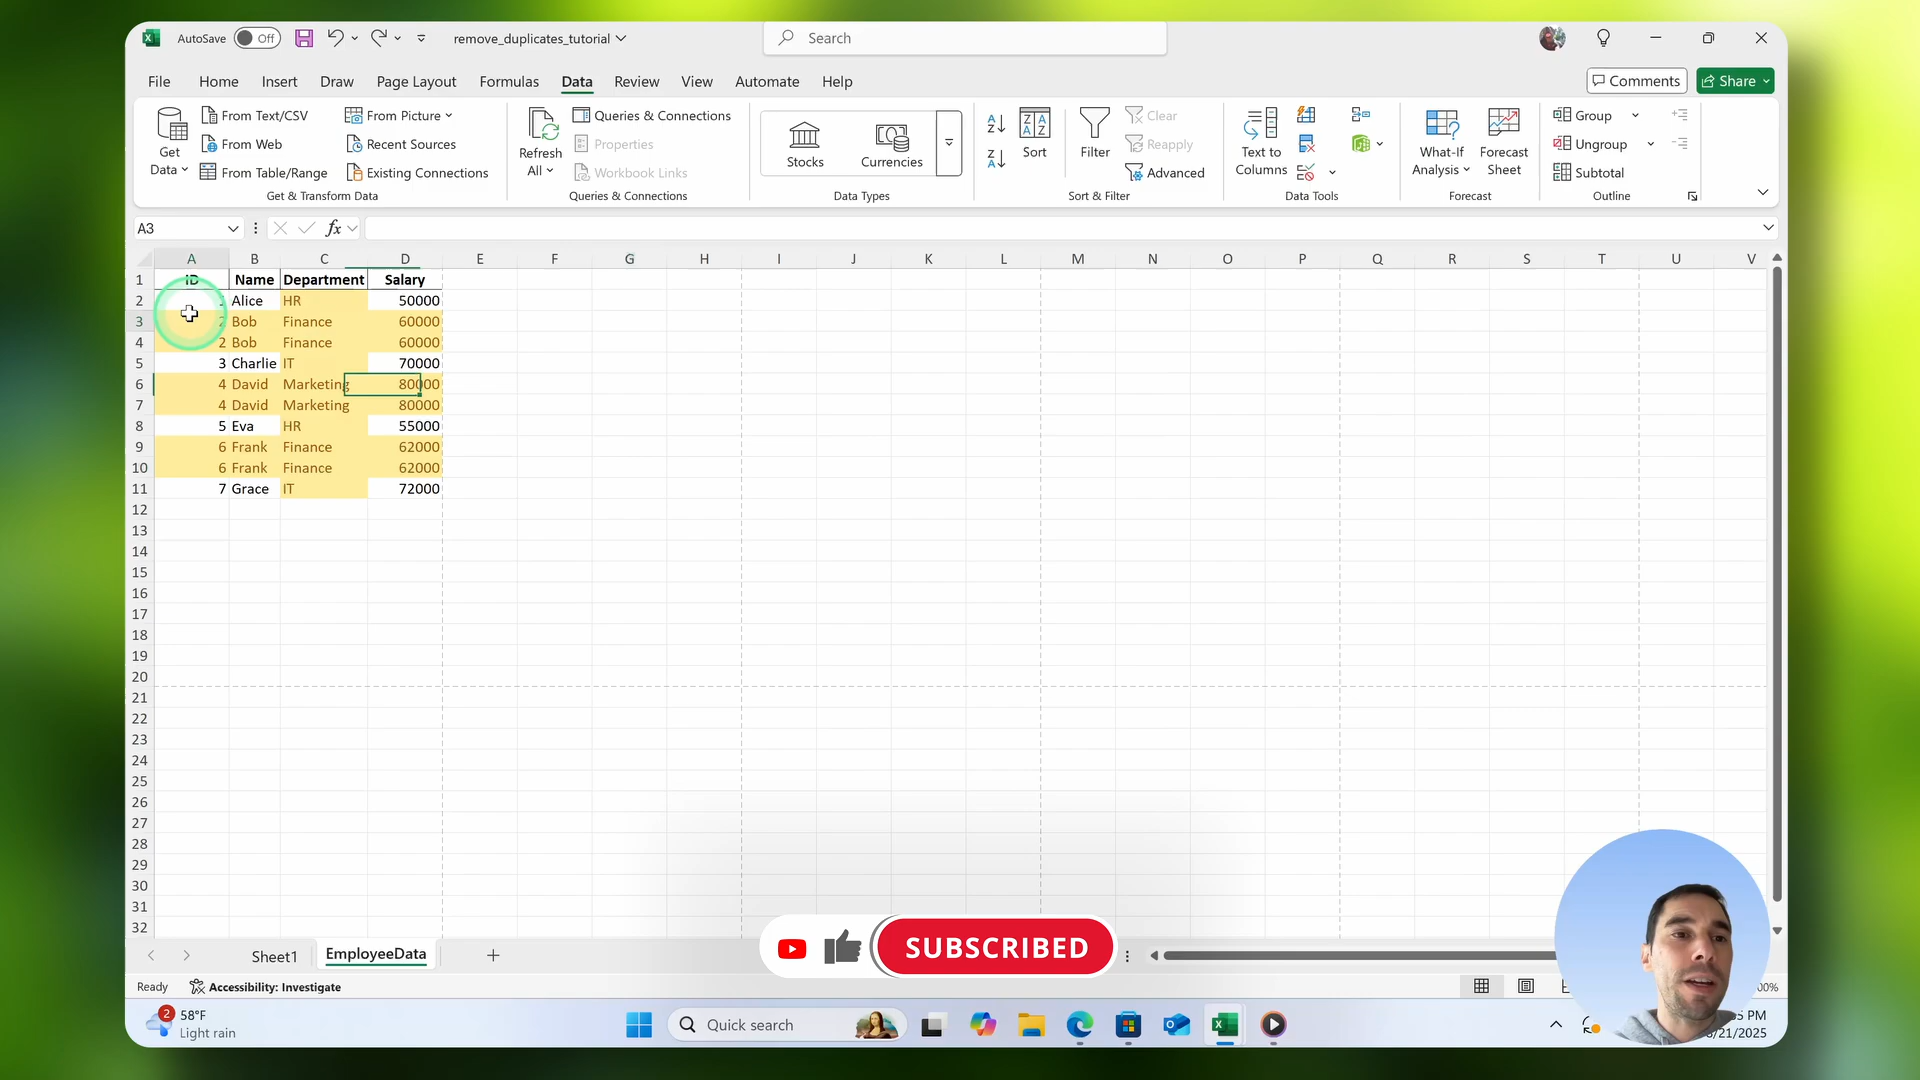 AutoSave Off remove_duplicates_tutorial Search
File Home Insert Draw Page Layout Formulas Data Review View Automate Help Comments Share
Get Data
From Text/CSV
From Web
From Table/Range
From Picture
Recent Sources
Existing Connections
Get & Transform Data
Refresh All
Queries & Connections
Properties
Workbook Links
Queries & Connections
Stocks
Currencies
Data Types
Sort
Filter
Clear
Reapply
Advanced
Sort & Filter
Text to Columns
Data Tools
What-If Analysis
Forecast Sheet
Forecast
Group
Ungroup
Subtotal
Outline
A3 fx
A B C D E F G H I J K L M N O P Q R S T U V
1 ID Name Department Salary
2 Alice HR 50000
3 2 Bob Finance 60000
4 2 Bob Finance 60000
5 3 Charlie IT 70000
6 4 David Marketing 80000
7 4 David Marketing 80000
8 5 Eva HR 55000
9 6 Frank Finance 62000
10 6 Frank Finance 62000
11 7 Grace IT 72000
12
13
14
15
16
17
18
19
20
21
22
23
24
25
26
27
28
29
30
31
32
SUBSCRIBED
Sheet1 EmployeeData
Ready Accessibility: Investigate
2 58°F
Light rain
Quick search
PM
/21/2025